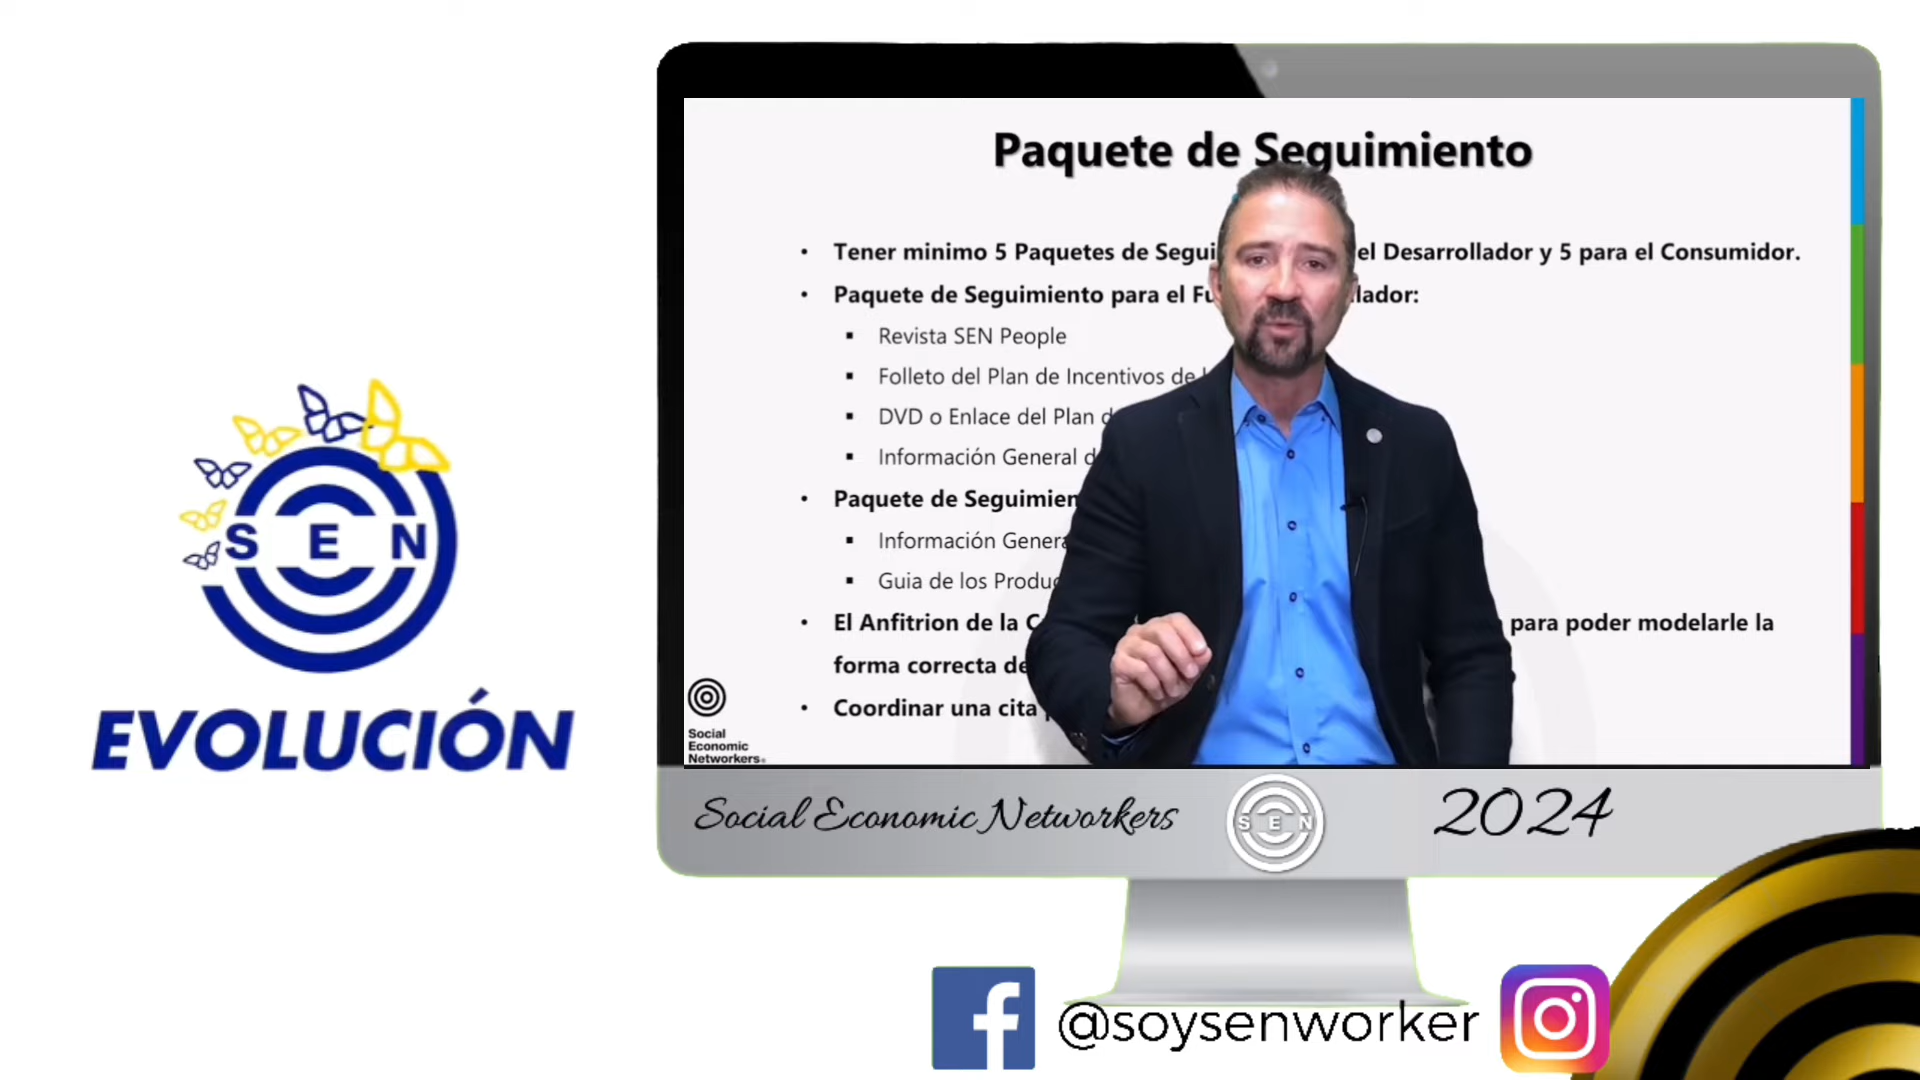 Paquete de Seguimiento
• Tener minimo 5 Paquetes de Segui el Desarrollador y 5 para el Consumidor.
• Paquete de Seguimiento para el Fu lador:
▪ Revista SEN People
▪ Folleto del Plan de Incentivos de
▪ DVD o Enlace del Plan d
▪ Información General d
• Paquete de Seguimien
▪ Información Genera
▪ Guia de los Produc
• El Anfitrion de la C para poder modelarle la
forma correcta de
• Coordinar una cita
Social
Economic
Networkers
S E N
EVOLUCIÓN
Social Economic Networkers
SEN
2024
@soysenworker